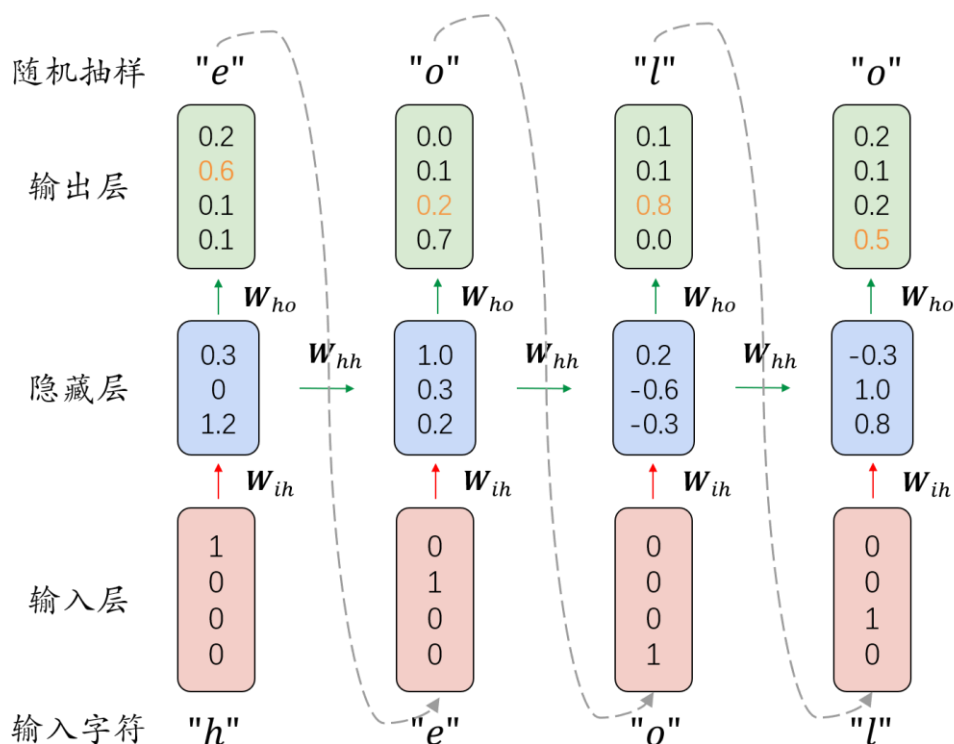 随机抽样 "e" "o" "l" "o"
输出层
0.2 0.0 0.1 0.2
0.6 0.1 0.1 0.1
0.1 0.2 0.8 0.2
0.1 0.7 0.0 0.5
W_ho W_ho W_ho W_ho
隐藏层
W_hh W_hh W_hh
0.3 1.0 0.2 -0.3
0 0.3 -0.6 1.0
1.2 0.2 -0.3 0.8
W_ih W_ih W_ih W_ih
输入层
1 0 0 0
0 1 0 0
0 0 0 1
0 0 1 0
输入字符 "h" "e" "o" "l"